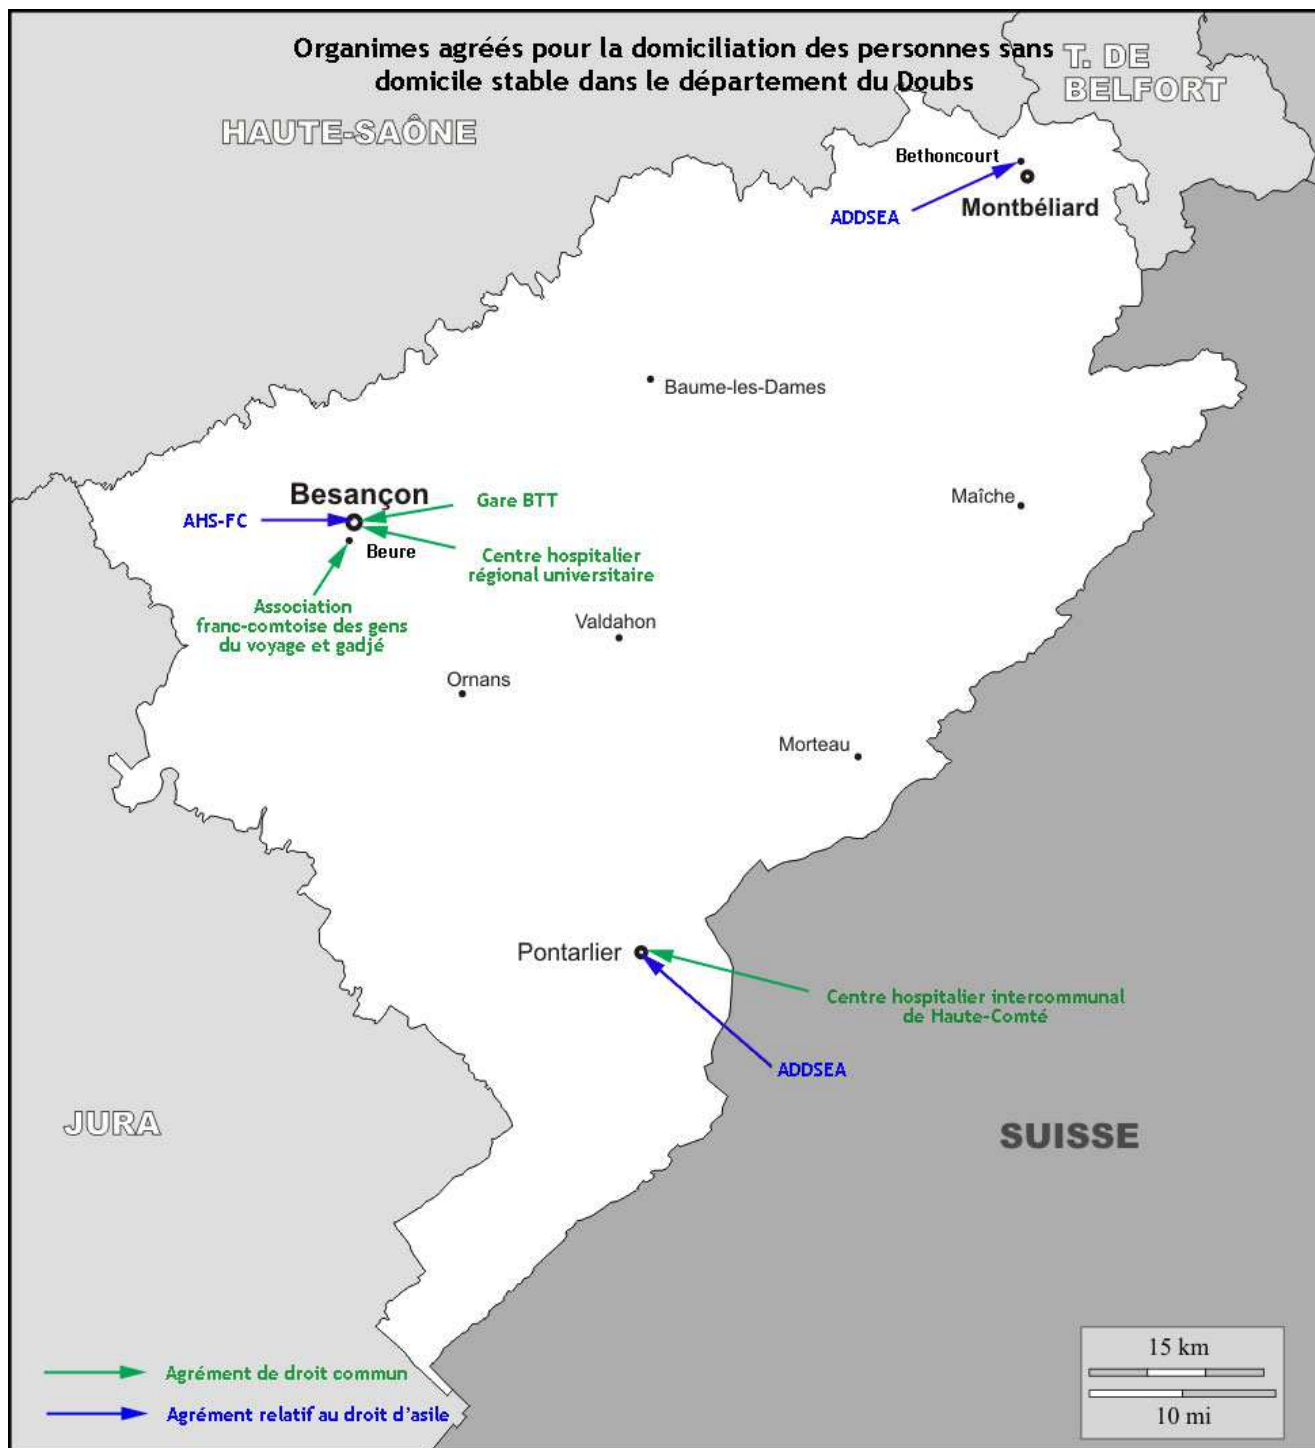 Organimes agréés pour la domiciliation des personnes sans
domicile stable dans le département du Doubs
T. DE
BELFORT
HAUTE-SAÔNE
Bethoncourt
Montbéliard
ADDSEA
Baume-les-Dames
Besançon
Gare BTT
Maîche
AHS-FC
Beure
Centre hospitalier
régional universitaire
Association
franc-comtoise des gens
du voyage et gadjé
Valdahon
Ornans
Morteau
Pontarlier
Centre hospitalier intercommunal
de Haute-Comté
ADDSEA
JURA
SUISSE
Agrément de droit commun
Agrément relatif au droit d'asile
15 km
10 mi